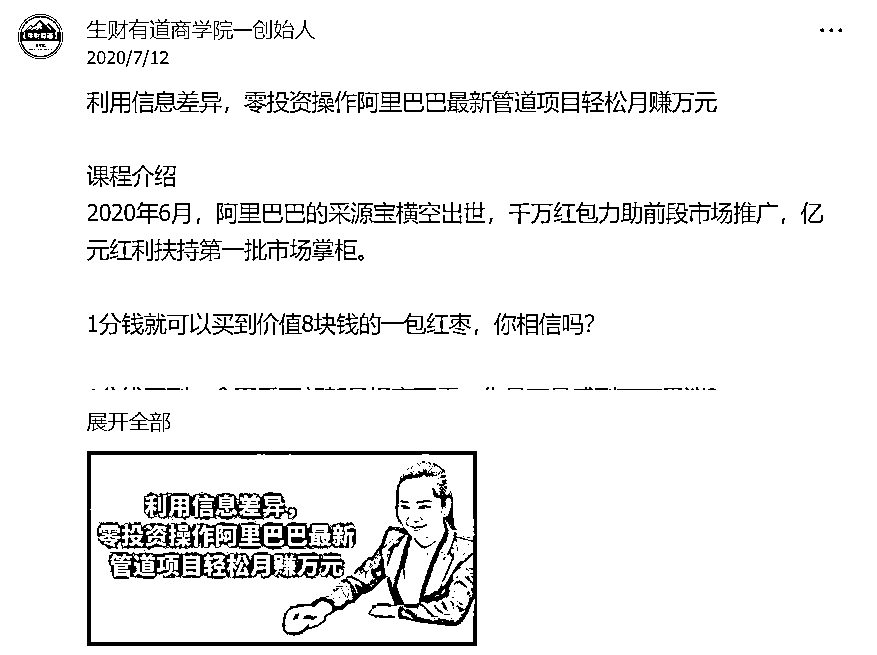 生财有道商学院—创始人
2020/7/12
利用信息差异，零投资操作阿里巴巴最新管道项目轻松月赚万元
课程介绍
2020年6月，阿里巴巴的采源宝横空出世，千万红包力助前段市场推广，亿
元红利扶持第一批市场掌柜。
1分钱就可以买到价值8块钱的一包红枣，你相信吗？
展开全部
利用信息差异，
零投资操作阿里巴巴最新
管道项目轻松月赚万元